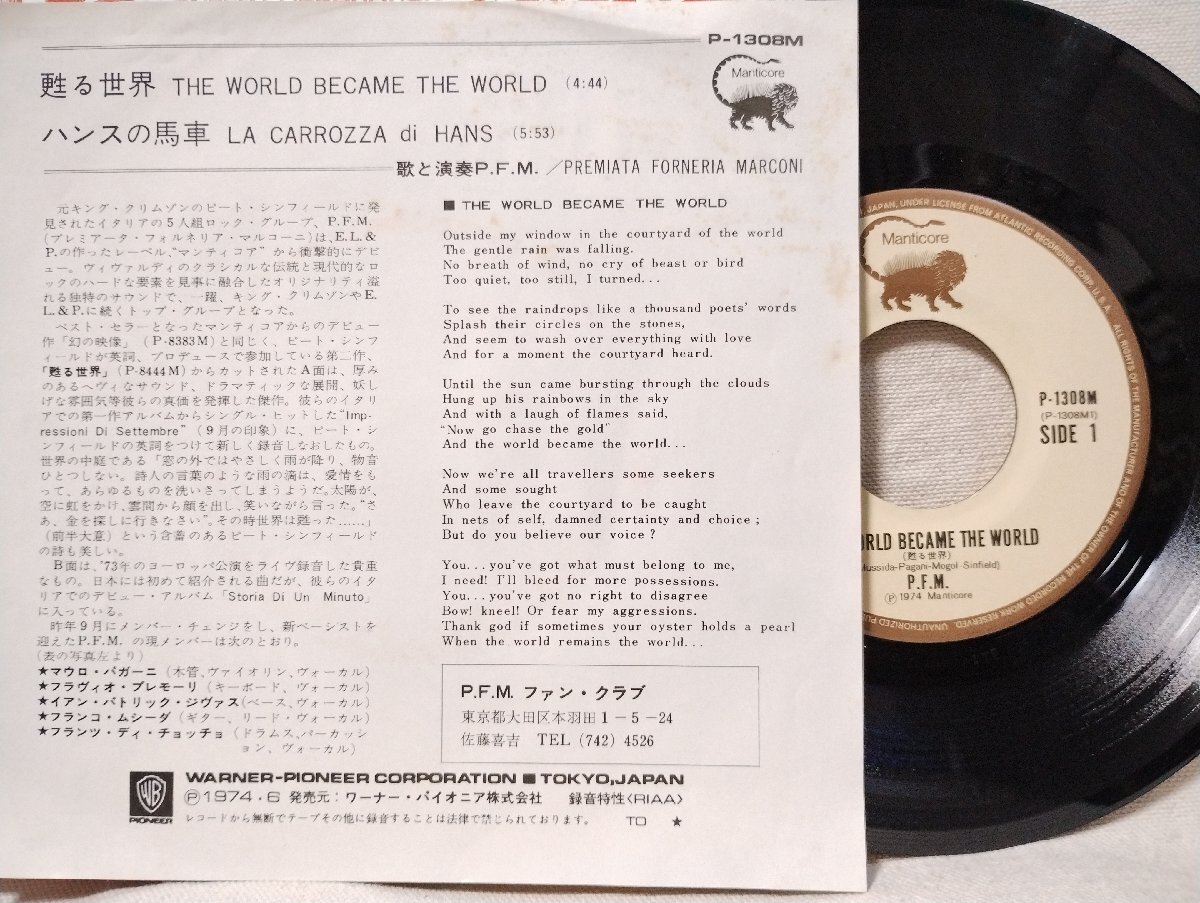 P-1308M
甦る世界 THE WORLD BECAME THE WORLD (4:44)
Manticore
ハンスの馬車 LA CARROZZA di HANS (5:53)
歌と演奏P.F.M. ／PREMIATA FORNERIA MARCONI
元キング・クリムゾンのピート・シンフィールドに発
見されたイタリアの5人組ロック・グループ、P.F.M.
(プレミアータ・フォルネリア・マルコーニ)は、E.L.&
P.の作ったレーベル、“マンティコア”から衝撃的にデビ
ュー。ヴィヴァルディのクラシカルな伝統と現代的なロ
ックのハードな要素を見事に融合したオリジナリティ溢
れる独特のサウンドで、一躍、キング・クリムゾンやE.
L.&P.に続くトップ・グループとなった。
ベスト・セラーとなったマンティコアからのデビュー
作「幻の映像」(P-8383M)と同じく、ピート・シンフ
ィールドが英詞、プロデュースで参加している第二作、
「甦る世界」(P-8444M)からカットされたA面は、厚み
のあるヘヴィなサウンド、ドラマティックな展開、妖し
げな雰囲気等彼らの真価を発揮した傑作。彼らのイタリ
アでの第一作アルバムからシングル・ヒットした“Imp-
ressioni Di Settembre”(9月の印象)に、ピート・シ
ンフィールドの英詞をつけて新しく録音しなおしたもの。
世界の中庭である「窓の外ではやさしく雨が降り、物音
ひとつしない。詩人の言葉のような雨の滴は、愛情をも
って、あらゆるものを洗いさってしまうようだ。太陽が、
空に虹をかけ、雲間から顔を出し、笑いながら言った。“さ
あ、金を探しに行きなさい”。その時世界は甦った……」
(前半大意)という含蓄のあるピート・シンフィールド
の詩も美しい。
B面は、'73年のヨーロッパ公演をライヴ録音した貴重
なもの。日本には初めて紹介される曲だが、彼らのイタ
リアでのデビュー・アルバム「Storia Di Un Minuto」
に入っている。
昨年9月にメンバー・チェンジをし、新ベーシストを
迎えたP.F.M. の現メンバーは次のとおり。
(表の写真左より)
★マウロ・パガーニ(木管、ヴァイオリン、ヴォーカル)
★フラヴィオ・プレモーリ(キーボード、ヴォーカル)
★イアン・パトリック・ジヴァス(ベース、ヴォーカル)
★フランコ・ムシーダ(ギター、リード・ヴォーカル)
★フランツ・ディ・チョッチョ(ドラムス、パーカッシ
ョン、ヴォーカル)
■ THE WORLD BECAME THE WORLD
Outside my window in the courtyard of the world
The gentle rain was falling.
No breath of wind, no cry of beast or bird
Too quiet, too still, I turned...
To see the raindrops like a thousand poets' words
Splash their circles on the stones,
And seem to wash over everything with love
And for a moment the courtyard heard.
Until the sun came bursting through the clouds
Hung up his rainbows in the sky
And with a laugh of flames said,
“Now go chase the gold”
And the world became the world...
Now we're all travellers some seekers
And some sought
Who leave the courtyard to be caught
In nets of self, damned certainty and choice ;
But do you believe our voice ?
You... you've got what must belong to me,
I need! I'll bleed for more possessions.
You... you've got no right to disagree
Bow! kneel! Or fear my aggressions.
Thank god if sometimes your oyster holds a pearl
When the world remains the world...
P.F.M. ファン・クラブ
東京都大田区本羽田1－5－24
佐藤喜吉 TEL (742) 4526
WB
PIONEER
WARNER-PIONEER CORPORATION ■ TOKYO,JAPAN
Ⓟ1974・6 発売元：ワーナー・パイオニア株式会社 録音特性〈RIAA〉
レコードから無断でテープその他に録音することは法律で禁じられております。 TO ★
JAPAN, UNDER LICENSE FROM ATLANTIC RECORDING CORP. U.S.A. ALL RIGHTS OF THE MANUFACTURER AND OF THE OWNER OF THE RECORDED WORK RESERVED. UNAUTHORIZED PU
Manticore
P-1308M
(P-1308M1)
SIDE 1
ORLD BECAME THE WORLD
(甦る世界)
ussida-Pagani-Mogol-Sinfield)
P.F.M.
Ⓟ 1974 Manticore